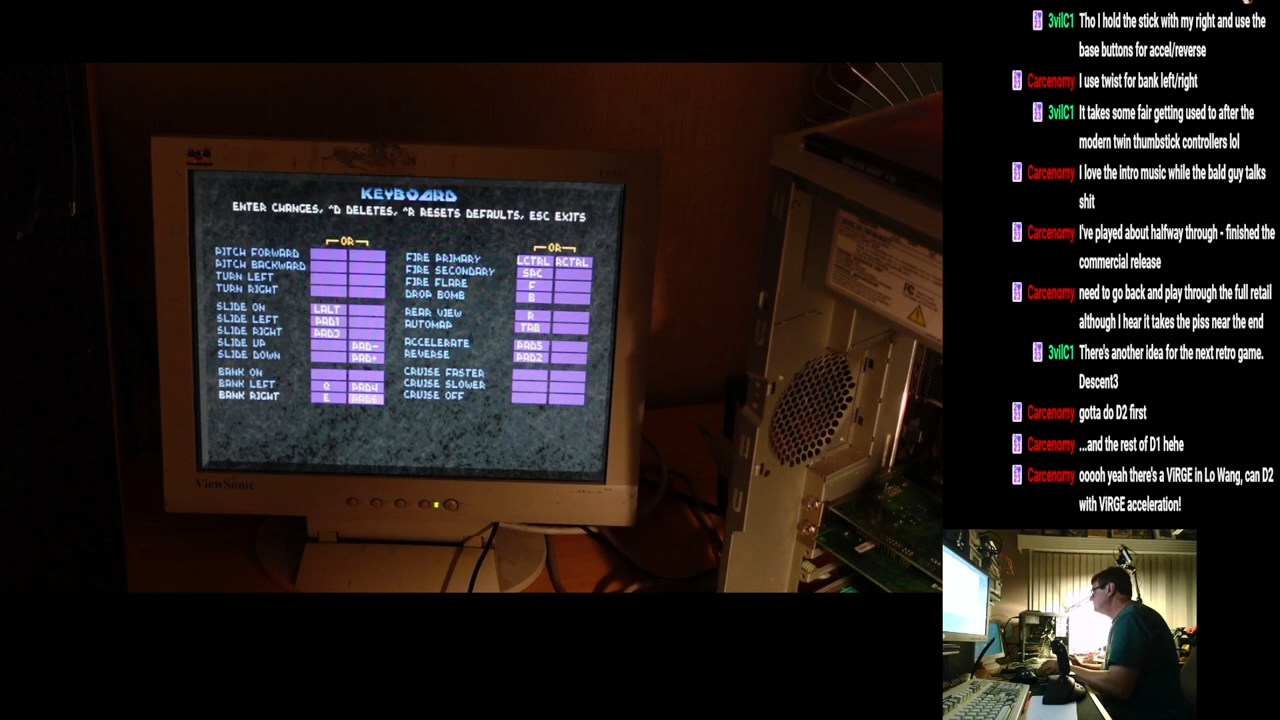 KEYBOARD
ENTER CHANGES, ^D DELETES, ^R RESETS DEFAULTS, ESC EXITS
OR
PITCH FORWARD
PITCH BACKWARD
TURN LEFT
TURN RIGHT
SLIDE ON LALT
SLIDE LEFT PAD1
SLIDE RIGHT PAD3
SLIDE UP PAD-
SLIDE DOWN PAD+
BANK ON
BANK LEFT Q PAD4
BANK RIGHT E PAD6
OR
FIRE PRIMARY LCTRL RCTRL
FIRE SECONDARY SPC
FIRE FLARE F
DROP BOMB B
REAR VIEW R
AUTOMAP TAB
ACCELERATE PAD5
REVERSE PAD2
CRUISE FASTER
CRUISE SLOWER
CRUISE OFF
ViewSonic
FC
3vilC1 Tho I hold the stick with my right and use the
base buttons for accel/reverse
Carcenomy I use twist for bank left/right
3vilC1 It takes some fair getting used to after the
modern twin thumbstick controllers lol
Carcenomy I love the intro music while the bald guy talks
shit
Carcenomy I've played about halfway through - finished the
commercial release
Carcenomy need to go back and play through the full retail
although I hear it takes the piss near the end
3vilC1 There's another idea for the next retro game.
Descent3
Carcenomy gotta do D2 first
Carcenomy ...and the rest of D1 hehe
Carcenomy ooooh yeah there's a ViRGE in Lo Wang, can D2
with ViRGE acceleration!